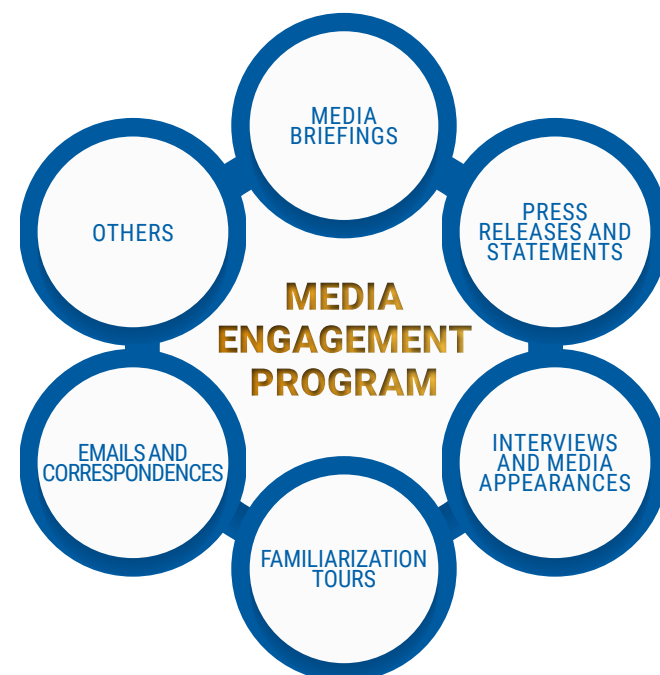 MEDIA
BRIEFINGS
PRESS
RELEASES AND
STATEMENTS
OTHERS
MEDIA
ENGAGEMENT
PROGRAM
INTERVIEWS
AND MEDIA
APPEARANCES
EMAILS AND
CORRESPONDENCES
FAMILIARIZATION
TOURS